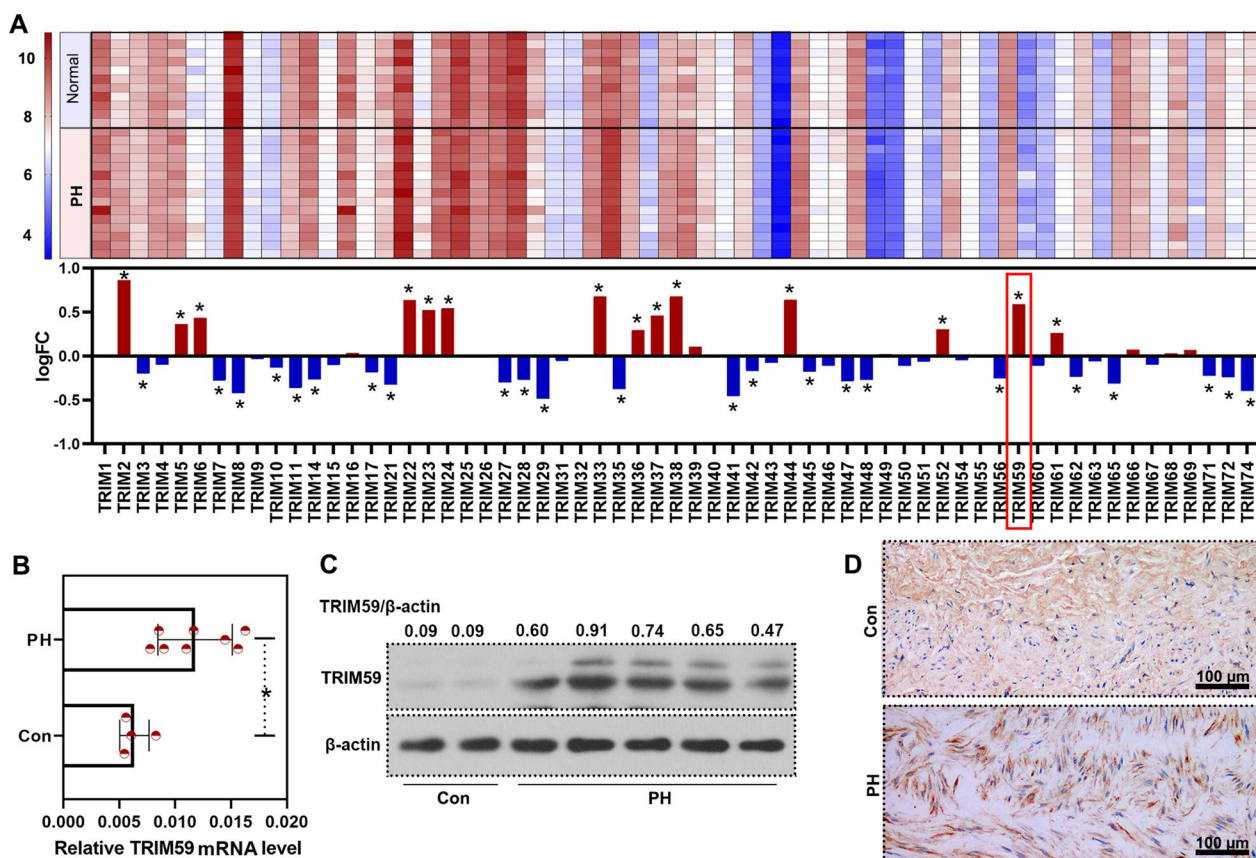 A
10
8
6
4
Normal
PH
1.0
0.5
0.0
-0.5
-1.0
logFC
* * * * * * * * * * * * * * *
* * * * * * * * * * * * * * * * * * * * * * *
TRIM1 TRIM2 TRIM3 TRIM4 TRIM5 TRIM6 TRIM7 TRIM8 TRIM9 TRIM10 TRIM11 TRIM14 TRIM15 TRIM16 TRIM17 TRIM21 TRIM22 TRIM23 TRIM24 TRIM25 TRIM26 TRIM27 TRIM28 TRIM29 TRIM31 TRIM32 TRIM33 TRIM35 TRIM36 TRIM37 TRIM38 TRIM39 TRIM40 TRIM41 TRIM42 TRIM43 TRIM44 TRIM45 TRIM46 TRIM47 TRIM48 TRIM49 TRIM50 TRIM51 TRIM52 TRIM54 TRIM55 TRIM56 TRIM59 TRIM60 TRIM61 TRIM62 TRIM63 TRIM65 TRIM66 TRIM67 TRIM68 TRIM69 TRIM71 TRIM72 TRIM74
B
PH
Con
*
0.000 0.005 0.010 0.015 0.020
Relative TRIM59 mRNA level
C
TRIM59/β-actin
0.09 0.09 0.60 0.91 0.74 0.65 0.47
TRIM59
β-actin
Con PH
D
Con
100 µm
PH
100 µm